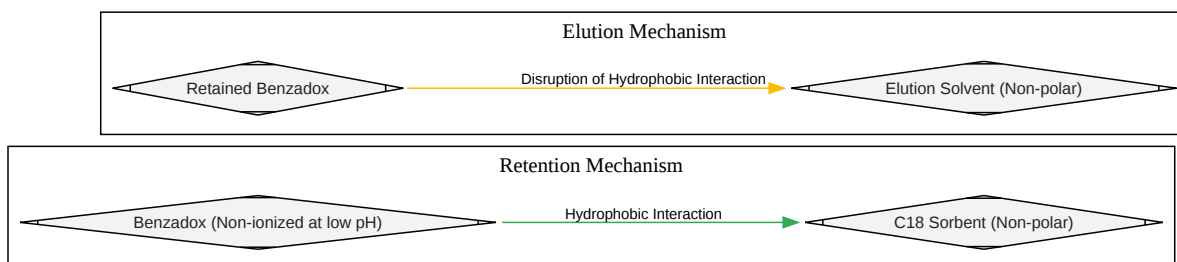 Elution Mechanism
Retained Benzadox
Disruption of Hydrophobic Interaction
Elution Solvent (Non-polar)
Retention Mechanism
Benzadox (Non-ionized at low pH)
Hydrophobic Interaction
C18 Sorbent (Non-polar)